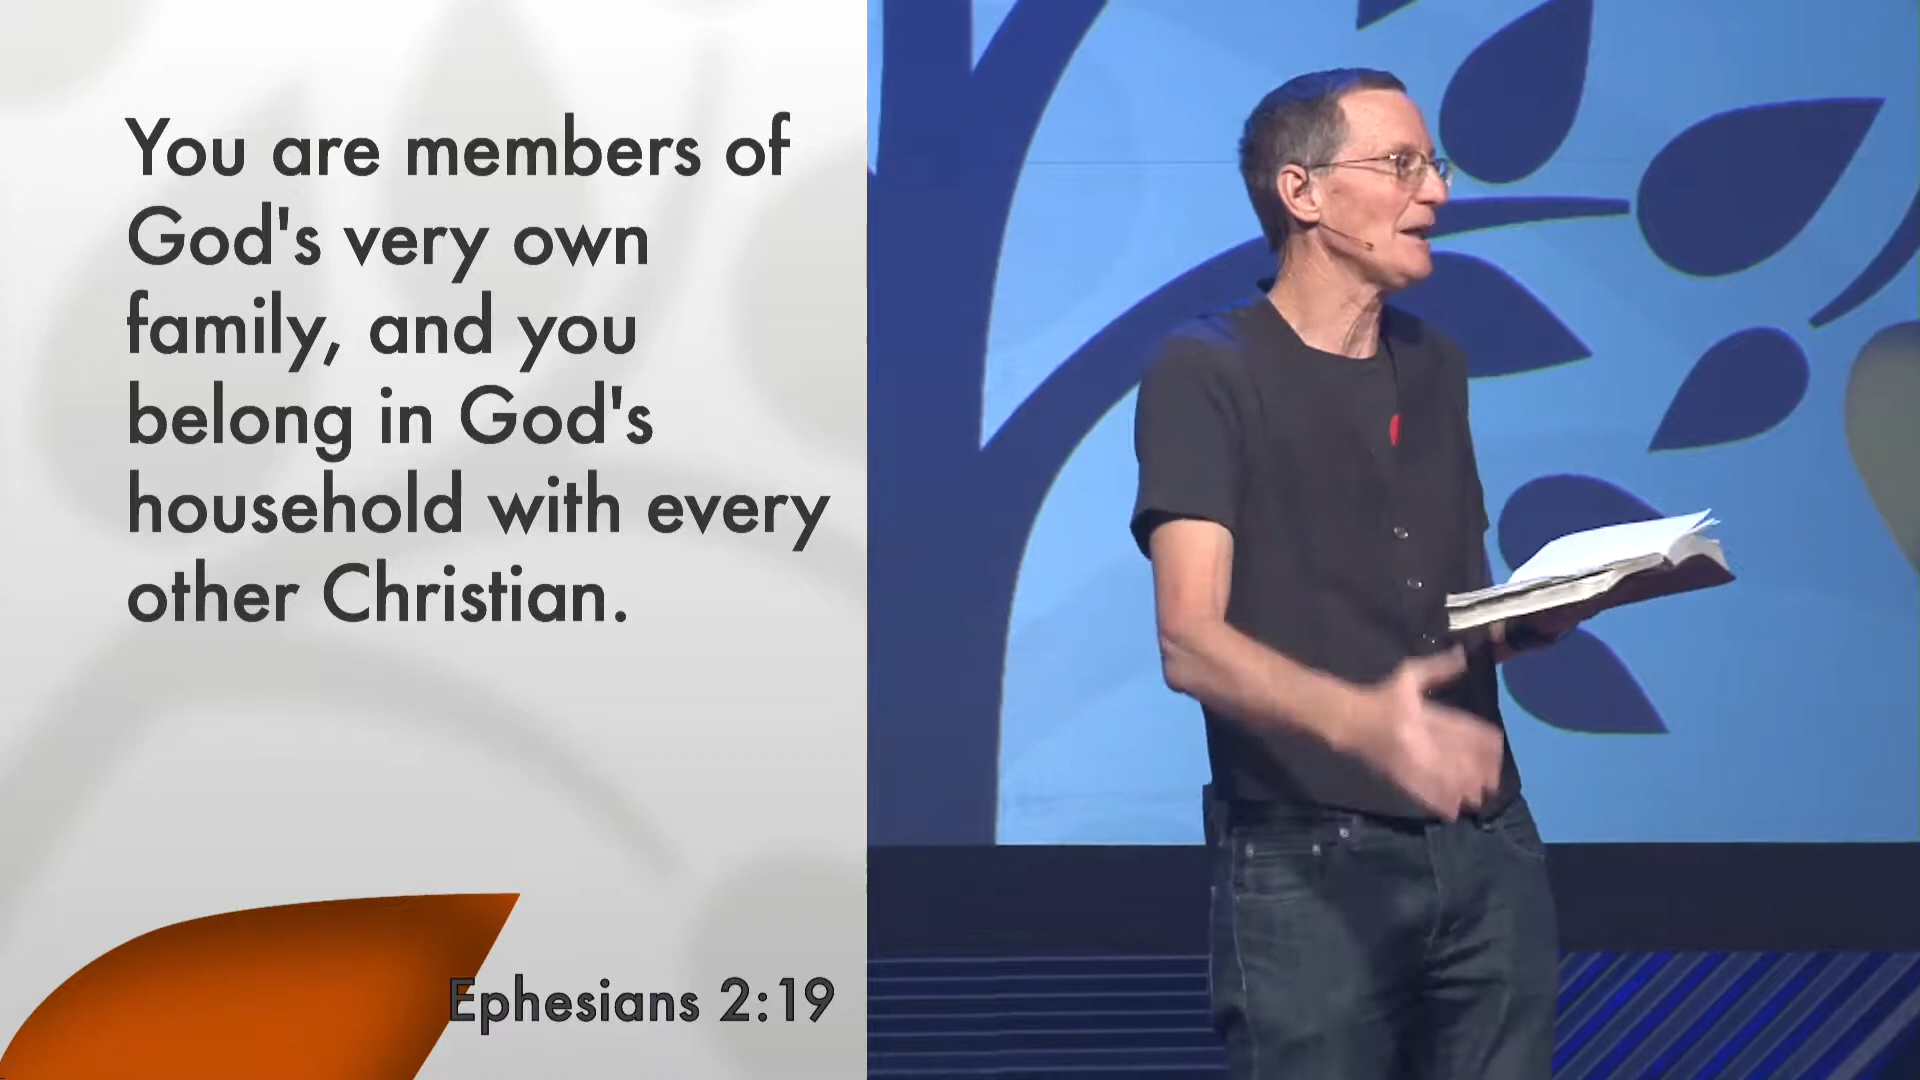 You are members of
God's very own
family, and you
belong in God's
household with every
other Christian.
Ephesians 2:19